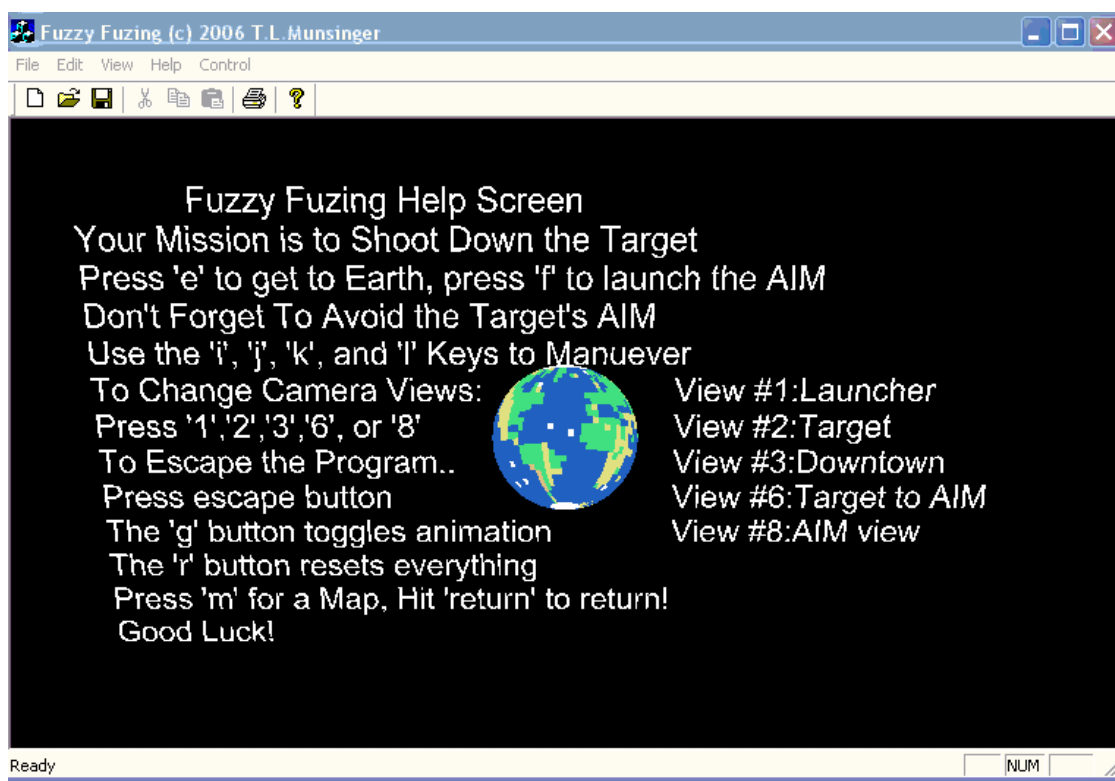 Fuzzy Fuzing (c) 2006 T.L.Munsinger
File Edit View Help Control
Fuzzy Fuzing Help Screen
Your Mission is to Shoot Down the Target
Press 'e' to get to Earth, press 'f' to launch the AIM
Don't Forget To Avoid the Target's AIM
Use the 'i', 'j', 'k', and 'l' Keys to Manuever
To Change Camera Views: View #1:Launcher
Press '1','2','3','6', or '8' View #2:Target
To Escape the Program.. View #3:Downtown
Press escape button View #6:Target to AIM
The 'g' button toggles animation View #8:AIM view
The 'r' button resets everything
Press 'm' for a Map, Hit 'return' to return!
Good Luck!
Ready NUM